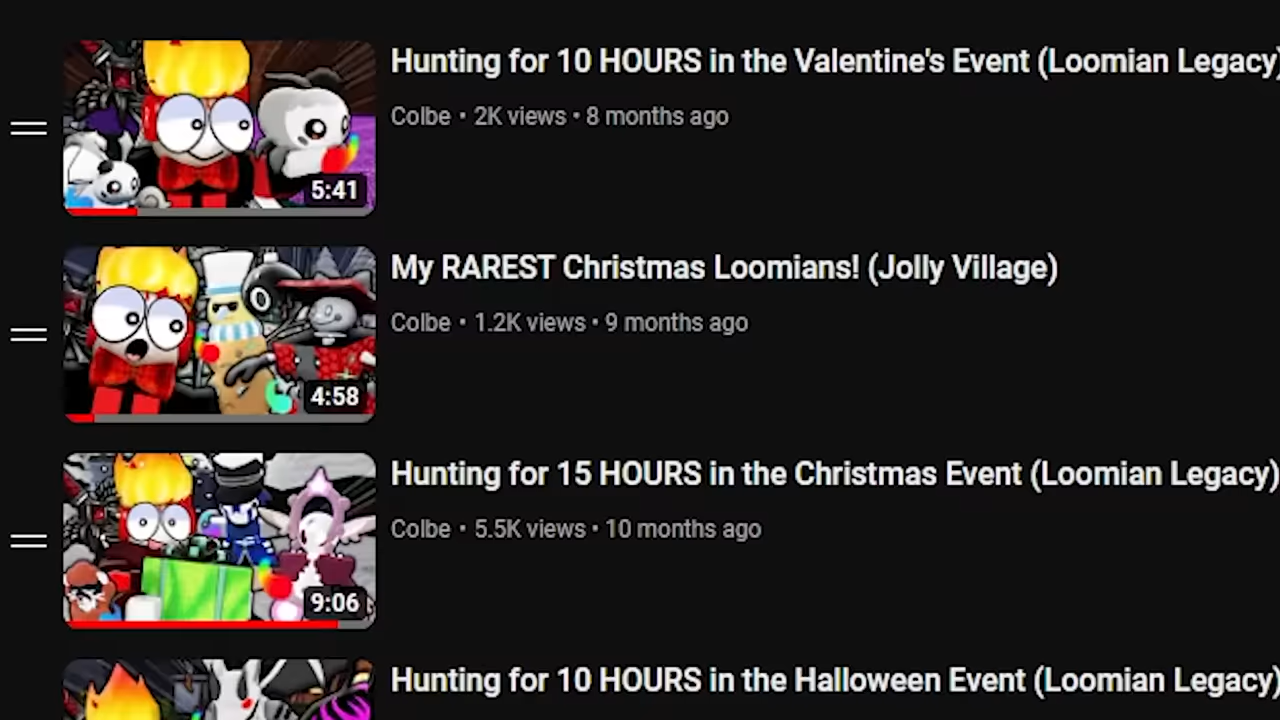 Hunting for 10 HOURS in the Valentine's Event (Loomian Legacy)
Colbe • 2K views • 8 months ago
5:41
My RAREST Christmas Loomians! (Jolly Village)
Colbe • 1.2K views • 9 months ago
4:58
Hunting for 15 HOURS in the Christmas Event (Loomian Legacy)
Colbe • 5.5K views • 10 months ago
9:06
Hunting for 10 HOURS in the Halloween Event (Loomian Legacy)